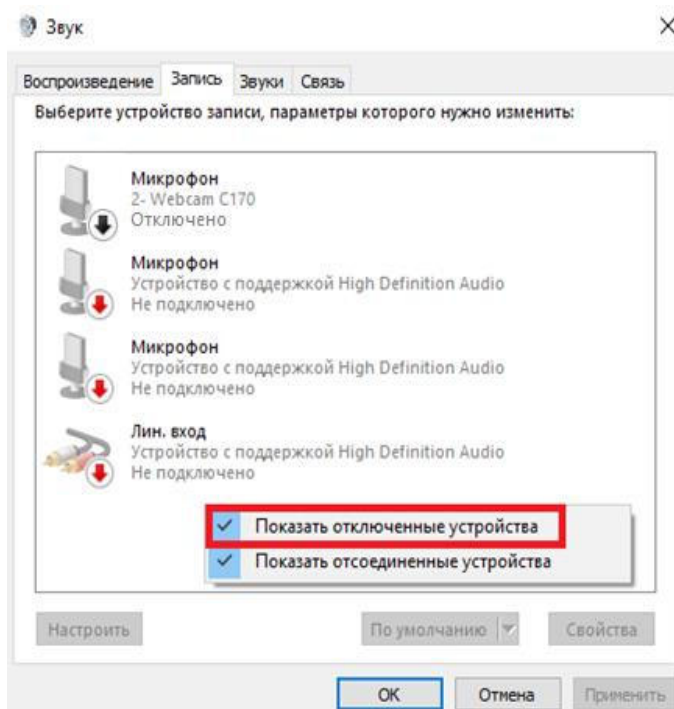 Звук
Воспроизведение Запись Звуки Связь
Выберите устройство записи, параметры которого нужно изменить:
Микрофон
2- Webcam C170
Отключено
Микрофон
Устройство с поддержкой High Definition Audio
Не подключено
Микрофон
Устройство с поддержкой High Definition Audio
Не подключено
Лин. вход
Устройство с поддержкой High Definition Audio
Не подключено
Показать отключенные устройства
Показать отсоединенные устройства
Настроить По умолчанию Свойства
ОК Отмена Применить